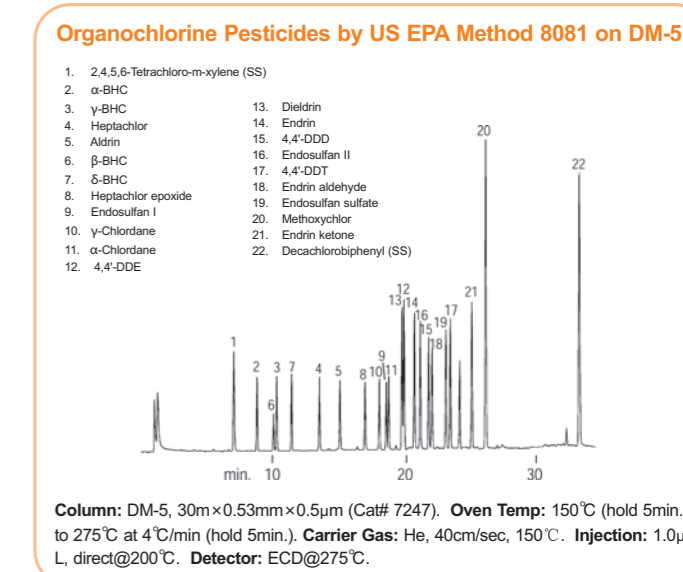 Organochlorine Pesticides by US EPA Method 8081 on DM-5
1. 2,4,5,6-Tetrachloro-m-xylene (SS)
2. α-BHC
3. γ-BHC
4. Heptachlor
5. Aldrin
6. β-BHC
7. δ-BHC
8. Heptachlor epoxide
9. Endosulfan I
10. γ-Chlordane
11. α-Chlordane
12. 4,4'-DDE
13. Dieldrin
14. Endrin
15. 4,4'-DDD
16. Endosulfan II
17. 4,4'-DDT
18. Endrin aldehyde
19. Endosulfan sulfate
20. Methoxychlor
21. Endrin ketone
22. Decachlorobiphenyl (SS)
20
22
12
13 14
21
16
17
19
15
18
1
9
2 3 7 4 5 8 10 11
6
min. 10 20 30
Column: DM-5, 30m×0.53mm×0.5µm (Cat# 7247). Oven Temp: 150℃ (hold 5min.
to 275℃ at 4℃/min (hold 5min.). Carrier Gas: He, 40cm/sec, 150℃. Injection: 1.0µ
L, direct@200℃. Detector: ECD@275℃.